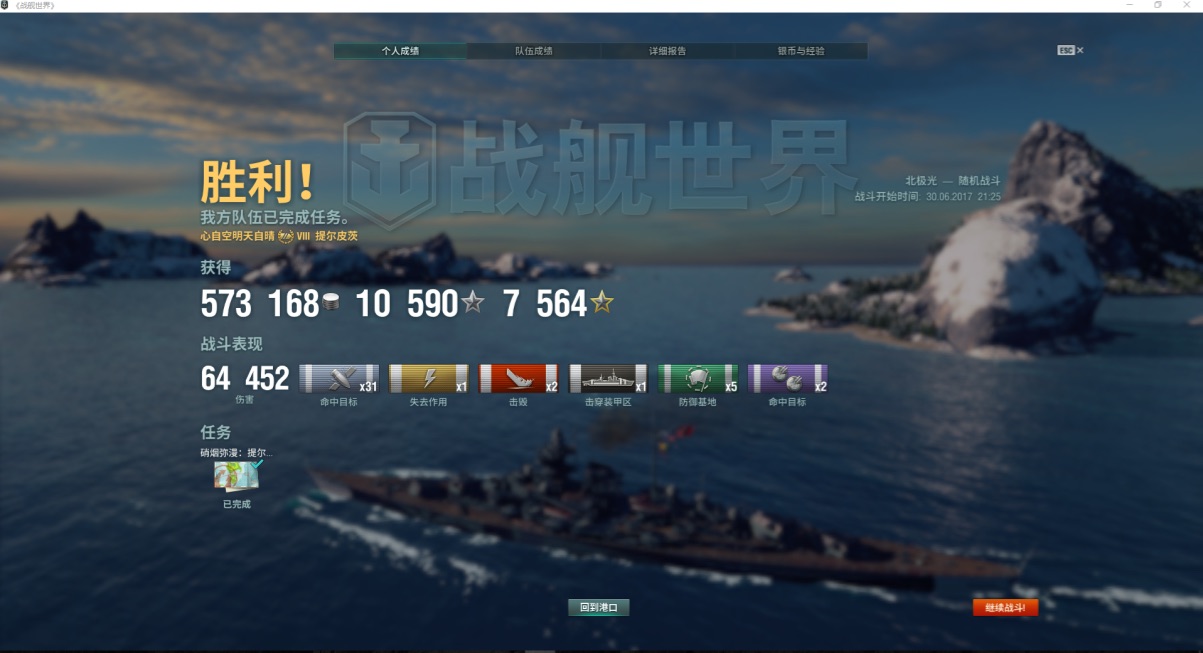 《战舰世界》
个人成绩 队伍成绩 详细报告 银币与经验 ESC
战舰世界
胜利!
北极光 — 随机战斗
战斗开始时间: 30.06.2017 21:25
我方队伍已完成任务。
心自空明天自晴 VIII 提尔皮茨
获得
573 168 10 590 7 564
战斗表现
64 452 x31 x1 x2 x1 x5 x2
伤害 命中目标 失去作用 击毁 击穿装甲区 防御基地 命中目标
任务
硝烟弥漫：提尔...
已完成
回到港口 继续战斗!